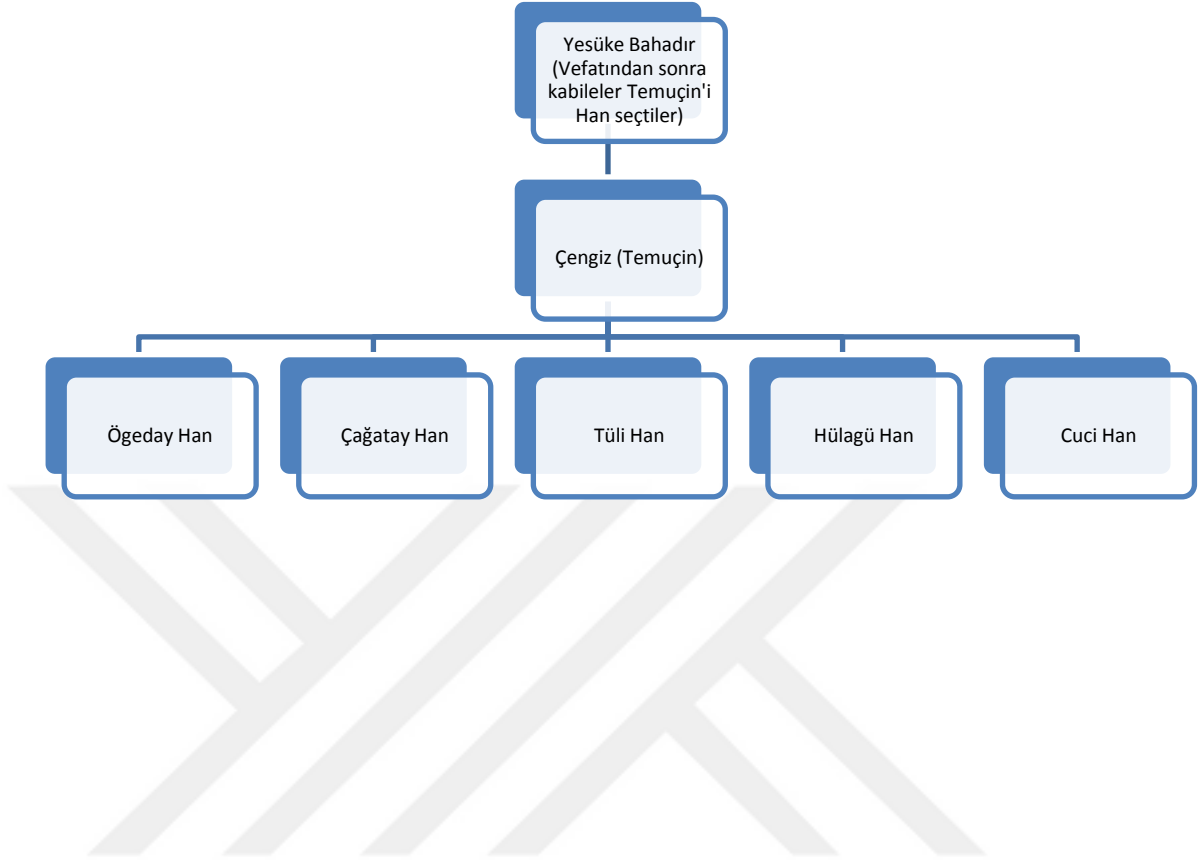 Yesüke Bahadır
(Vefatından sonra
kabileler Temuçin'i
Han seçtiler)
Çengiz (Temuçin)
Ögeday Han
Çağatay Han
Tüli Han
Hülagü Han
Cuci Han